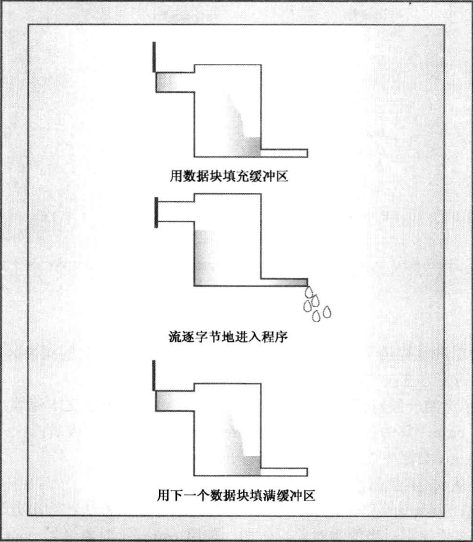 用数据块填充缓冲区
流逐字节地进入程序
用下一个数据块填满缓冲区